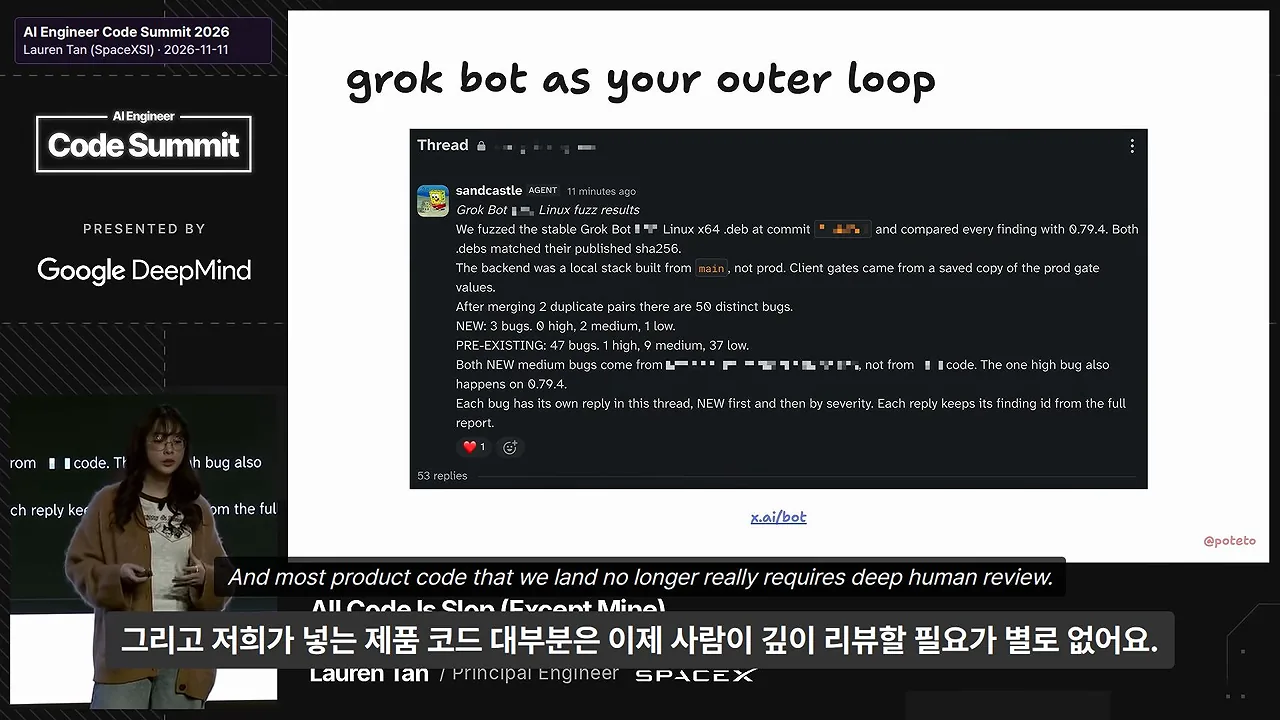 AI Engineer Code Summit 2026
Lauren Tan (SpaceXSI) · 2026-11-11
AI Engineer
Code Summit
PRESENTED BY
Google DeepMind
grok bot as your outer loop
Thread
sandcastle AGENT 11 minutes ago
Grok Bot Linux fuzz results
We fuzzed the stable Grok Bot Linux x64 .deb at commit and compared every finding with 0.79.4. Both
.debs matched their published sha256.
The backend was a local stack built from main, not prod. Client gates came from a saved copy of the prod gate
values.
After merging 2 duplicate pairs there are 50 distinct bugs.
NEW: 3 bugs. 0 high, 2 medium, 1 low.
PRE-EXISTING: 47 bugs. 1 high, 9 medium, 37 low.
Both NEW medium bugs come from , not from code. The one high bug also
happens on 0.79.4.
Each bug has its own reply in this thread, NEW first and then by severity. Each reply keeps its finding id from the full
report.
❤️ 1
53 replies
x.ai/bot
@poteto
rom code. Th h bug also
ch reply kee om the ful
And most product code that we land no longer really requires deep human review.
All Code Is Slop (Except Mine)
그리고 저희가 넣는 제품 코드 대부분은 이제 사람이 깊이 리뷰할 필요가 별로 없어요.
Lauren Tan / Principal Engineer SPACEX